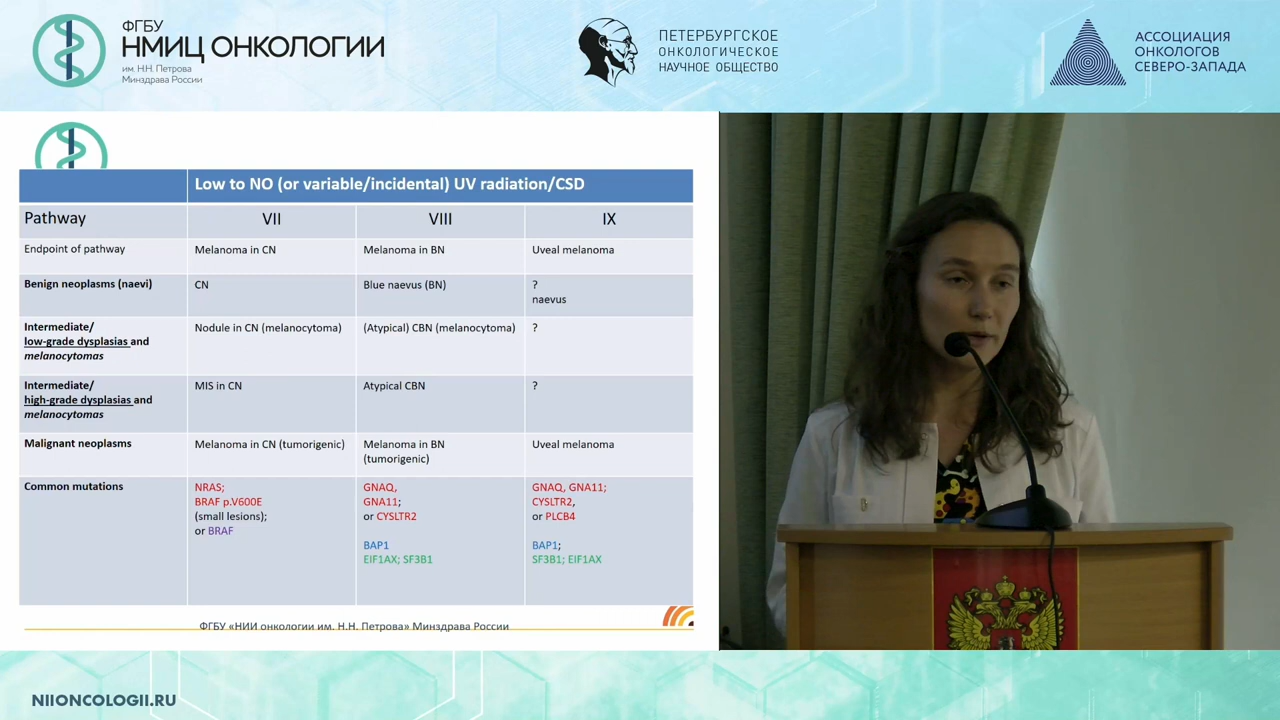 ФГБУ
НМИЦ ОНКОЛОГИИ
им. Н.Н. Петрова
Минздрава России
ПЕТЕРБУРГСКОЕ
ОНКОЛОГИЧЕСКОЕ
НАУЧНОЕ ОБЩЕСТВО
АССОЦИАЦИЯ
ОНКОЛОГОВ
СЕВЕРО-ЗАПАДА
Low to NO (or variable/incidental) UV radiation/CSD
Pathway VII VIII IX
Endpoint of pathway Melanoma in CN Melanoma in BN Uveal melanoma
Benign neoplasms (naevi) CN Blue naevus (BN) ?
naevus
Intermediate/ Nodule in CN (melanocytoma) (Atypical) CBN (melanocytoma) ?
low-grade dysplasias and
melanocytomas
Intermediate/ MIS in CN Atypical CBN ?
high-grade dysplasias and
melanocytomas
Malignant neoplasms Melanoma in CN (tumorigenic) Melanoma in BN Uveal melanoma
(tumorigenic)
Common mutations NRAS; GNAQ, GNAQ, GNA11;
BRAF p.V600E GNA11; CYSLTR2,
(small lesions); or CYSLTR2 or PLCB4
or BRAF
BAP1 BAP1;
EIF1AX; SF3B1 SF3B1; EIF1AX
ФГБУ «НИИ онкологии им. Н.Н. Петрова» Минздрава России
NIIONCOLOGII.RU